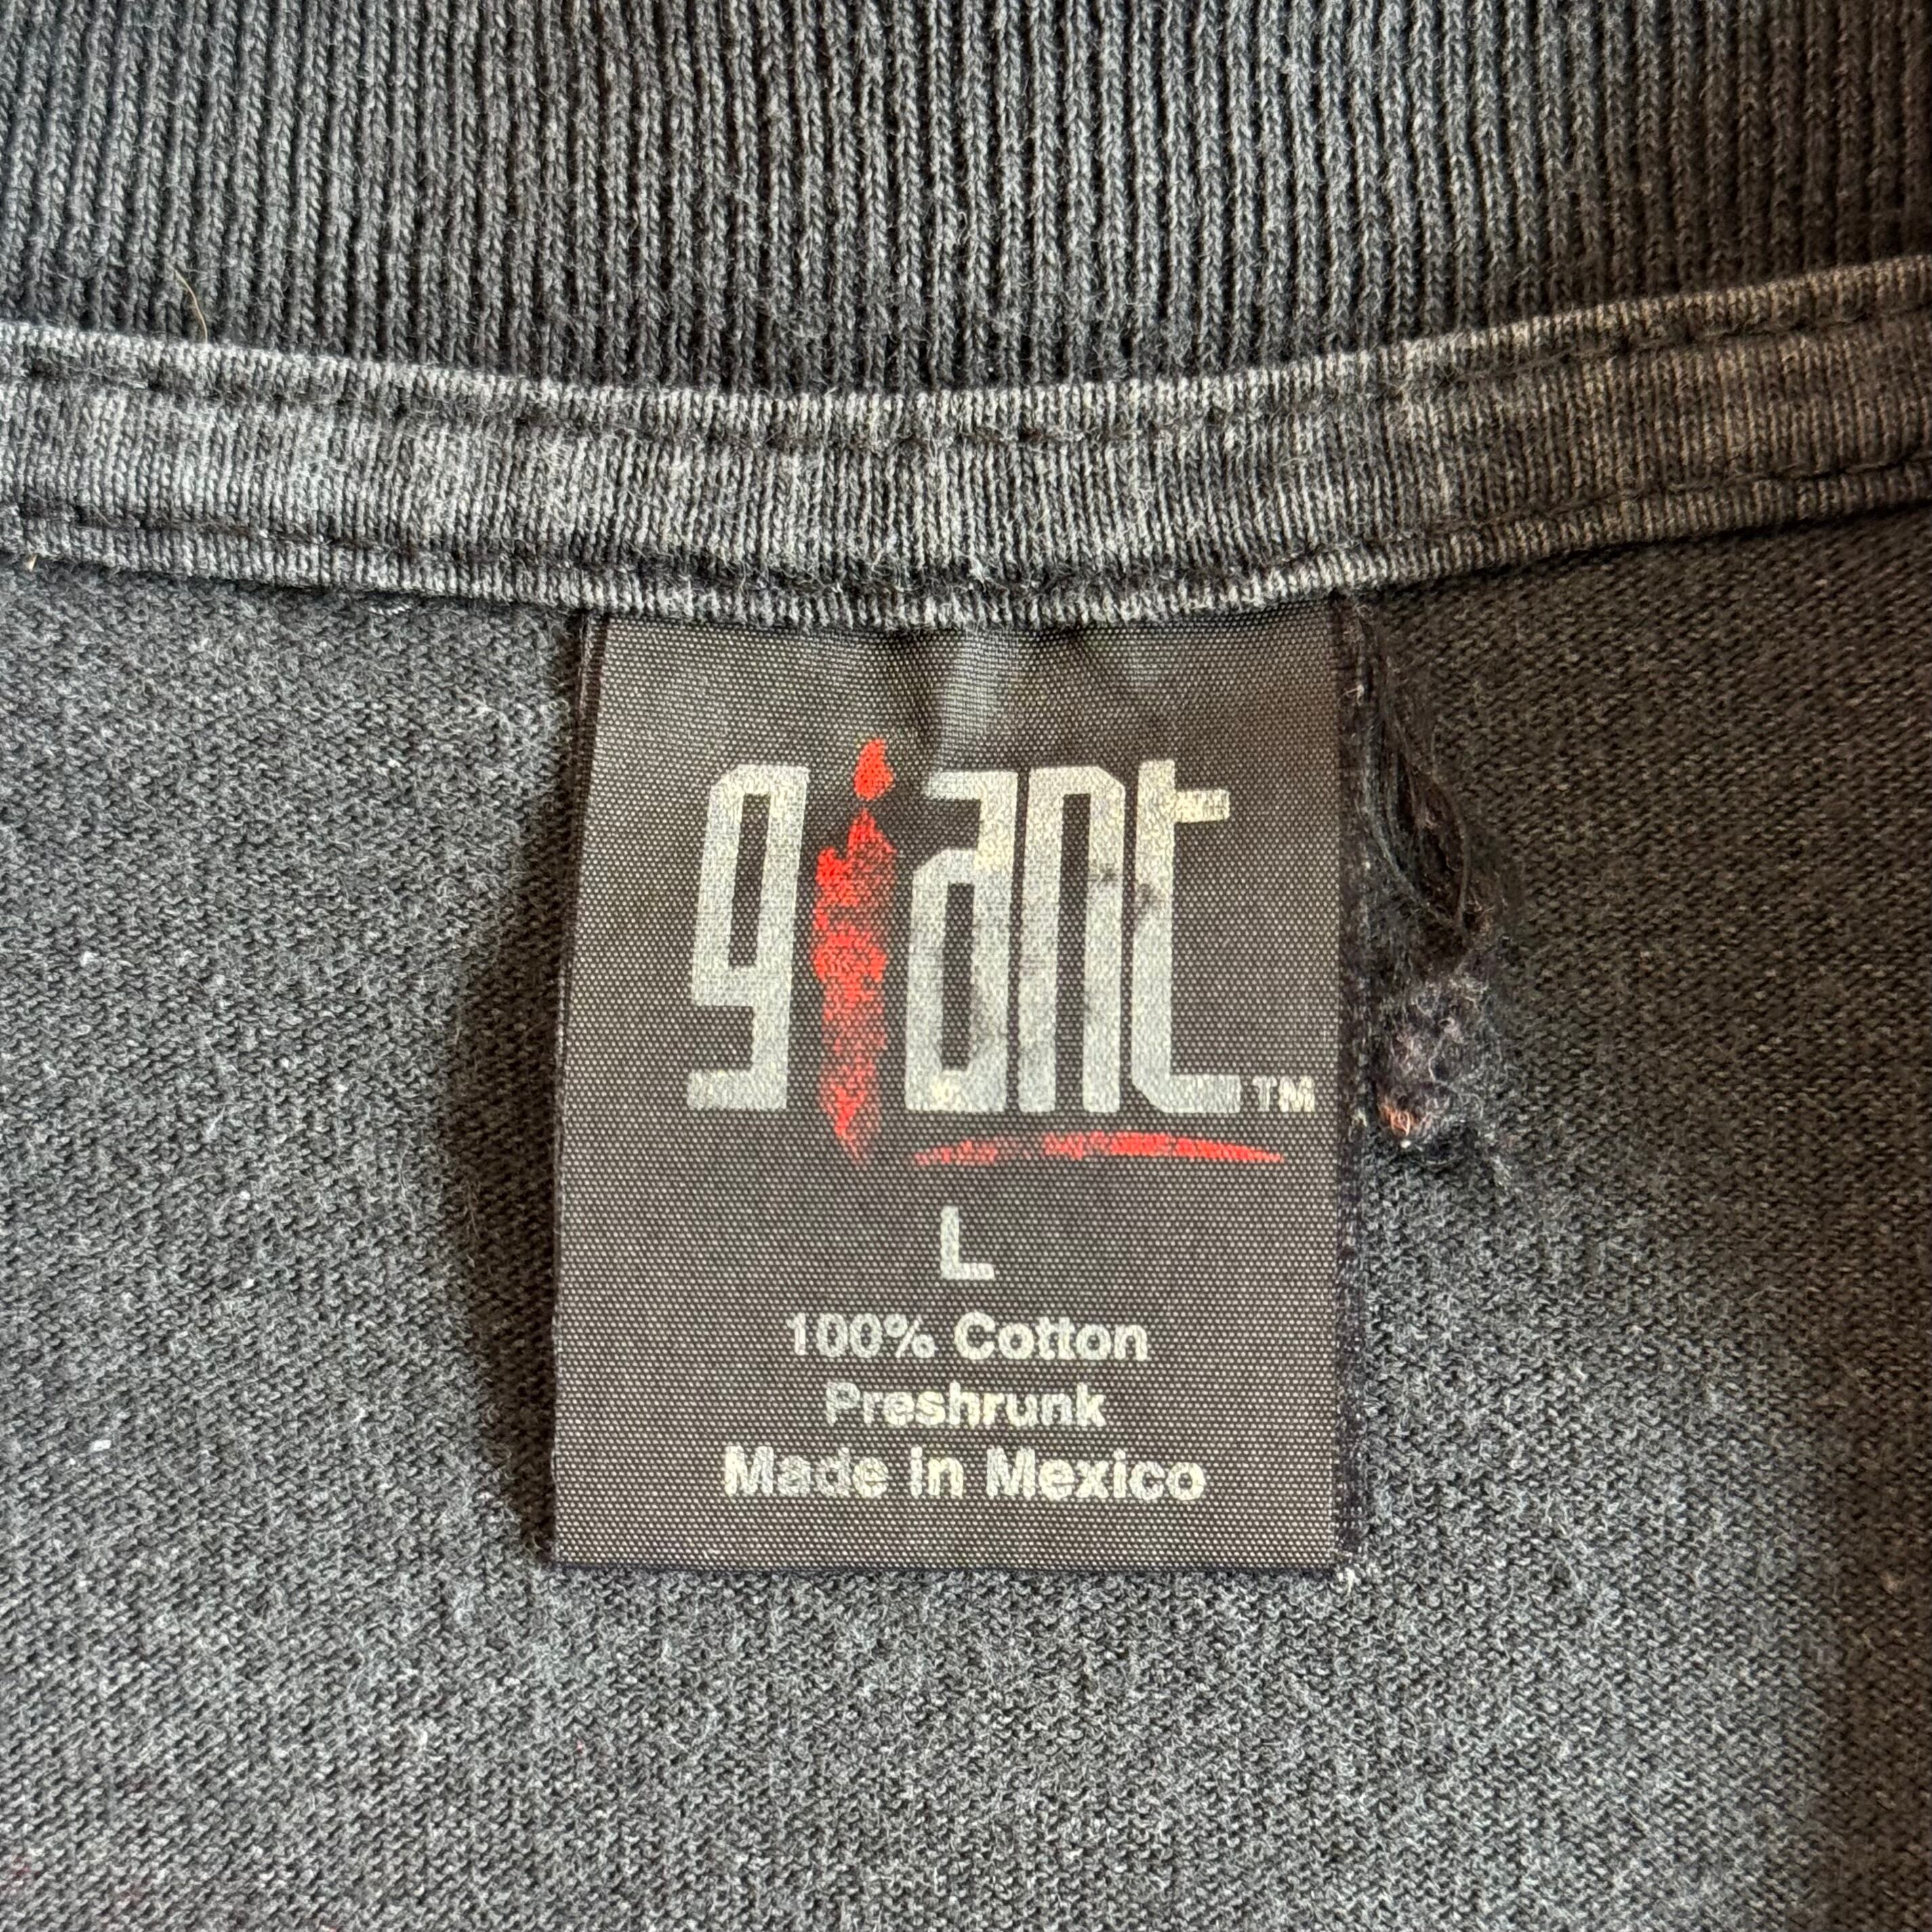 giant™
L
100% Cotton
Preshrunk
Made in Mexico